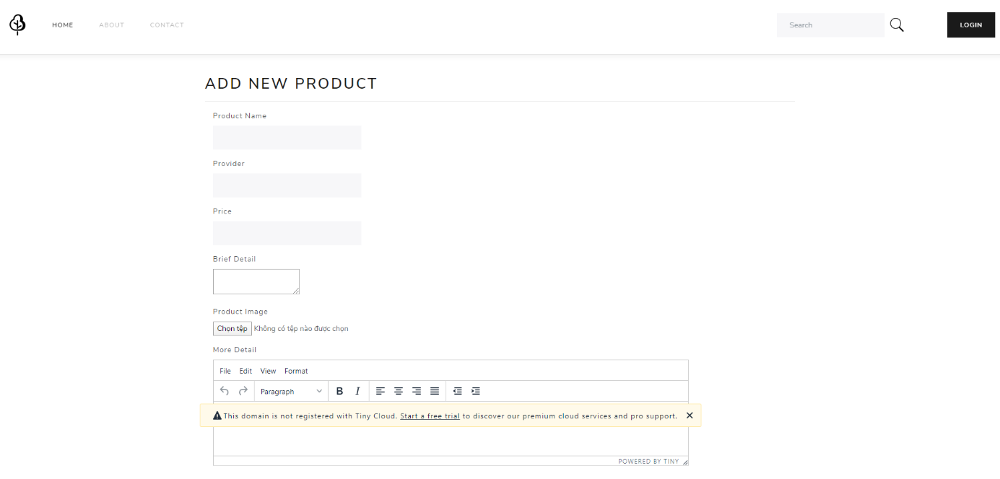 HOME ABOUT CONTACT Search LOGIN
ADD NEW PRODUCT
Product Name
Provider
Price
Brief Detail
Product Image
Chọn tệp Không có tệp nào được chọn
More Detail
File Edit View Format
Paragraph B I
This domain is not registered with Tiny Cloud. Start a free trial to discover our premium cloud services and pro support.
POWERED BY TINY